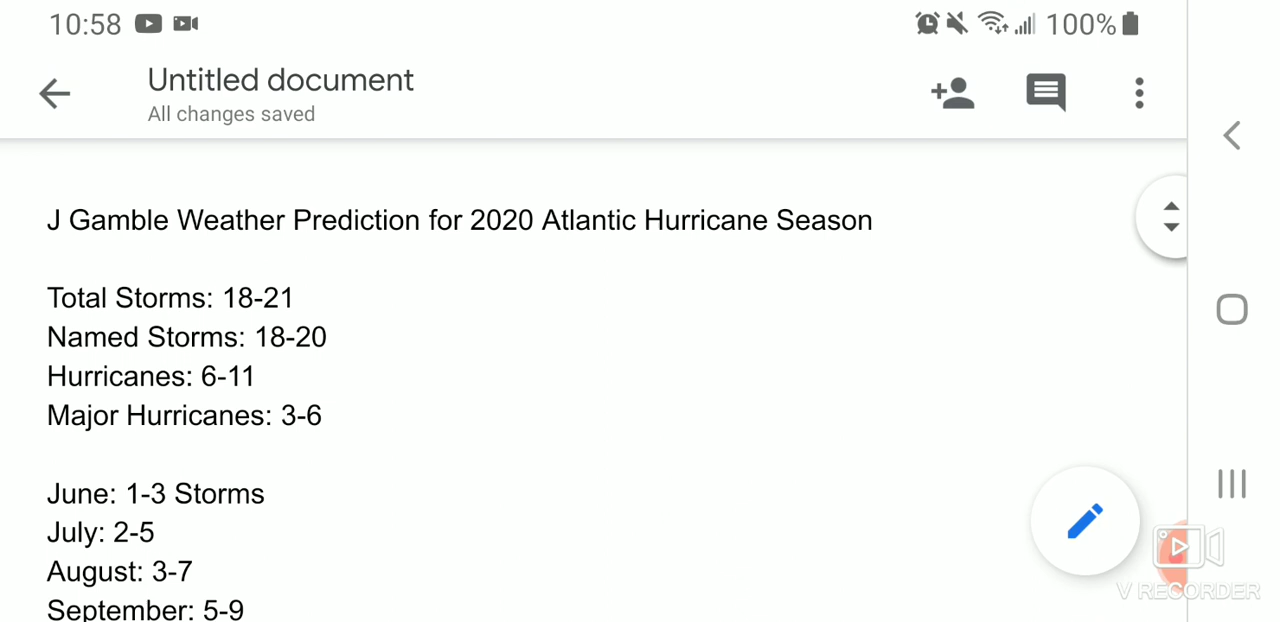 10:58 100%
Untitled document
All changes saved
J Gamble Weather Prediction for 2020 Atlantic Hurricane Season
Total Storms: 18-21
Named Storms: 18-20
Hurricanes: 6-11
Major Hurricanes: 3-6
June: 1-3 Storms
July: 2-5
August: 3-7
September: 5-9
V RECORDER